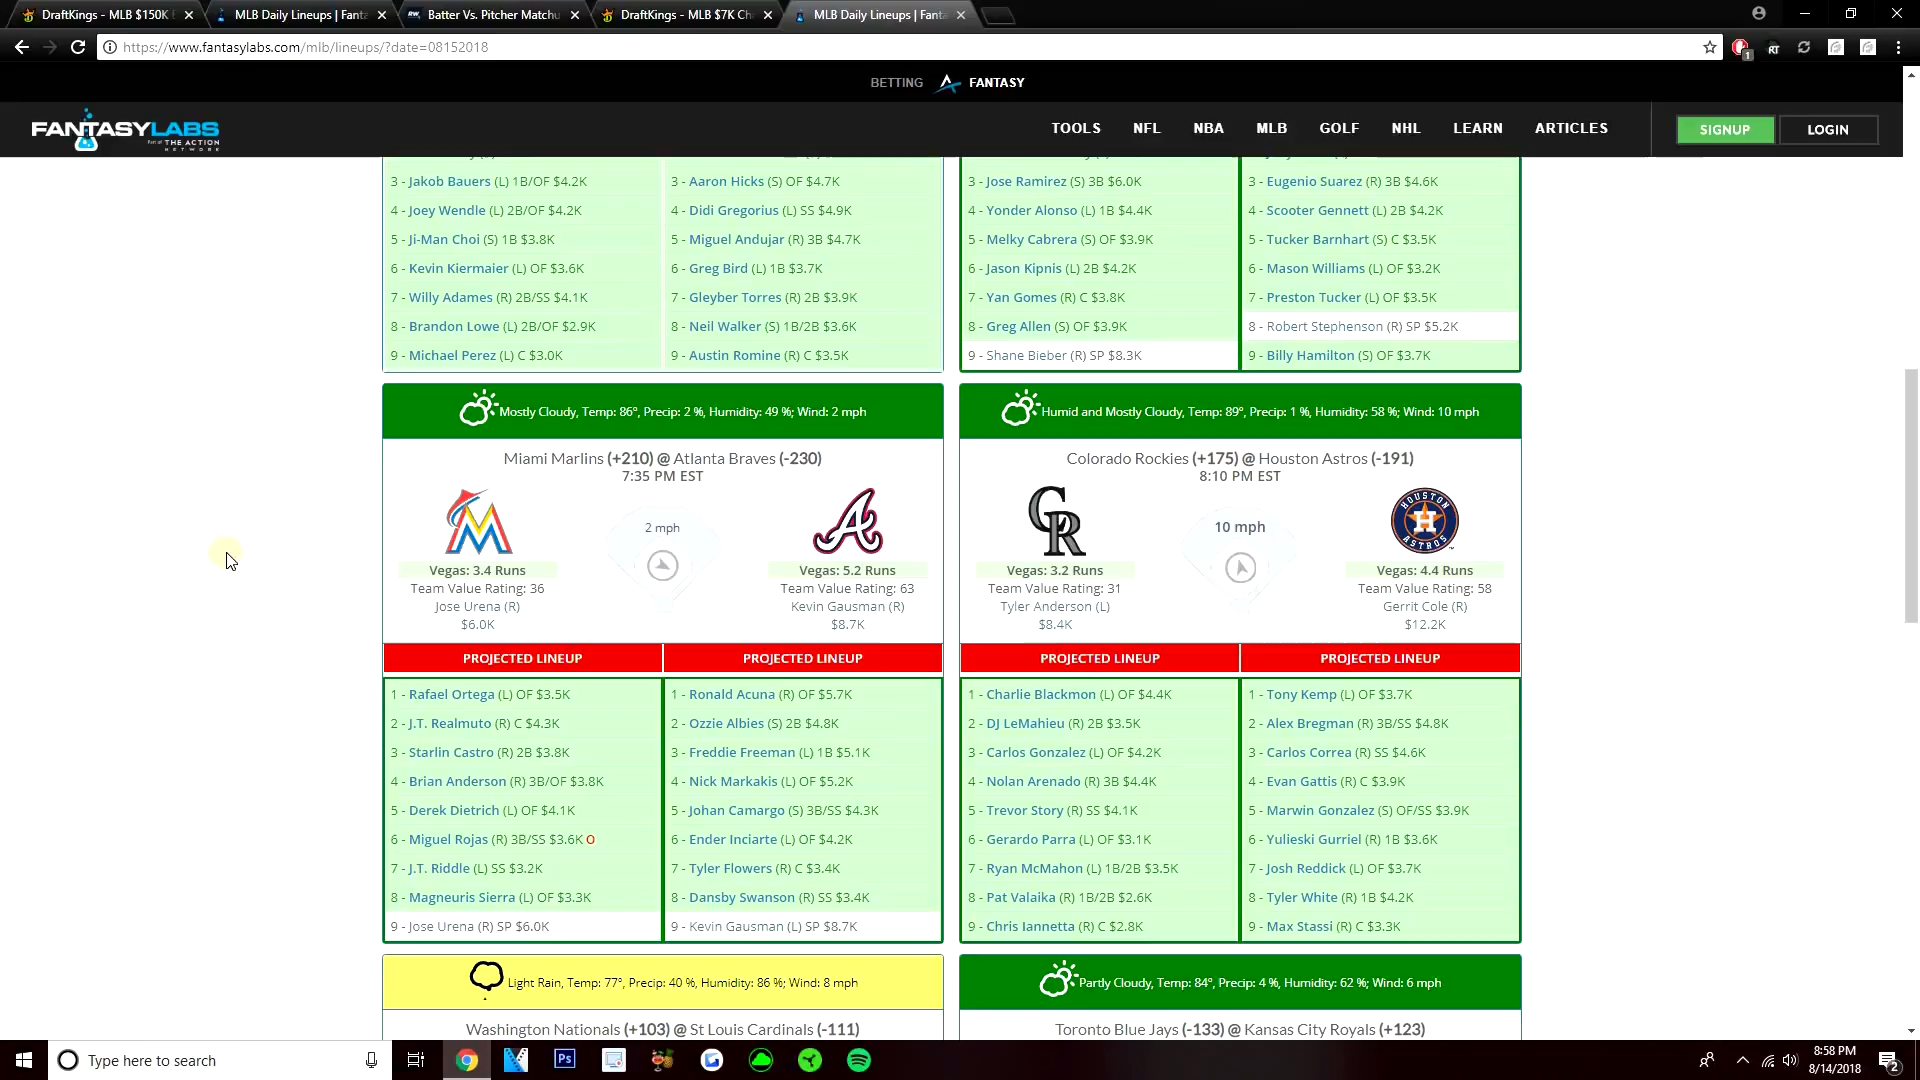 DraftKings - MLB $150K
MLB Daily Lineups | Fanta
Batter Vs. Pitcher Matchu
DraftKings - MLB $7K Ch
MLB Daily Lineups | Fanta
https://www.fantasylabs.com/mlb/lineups/?date=08152018
BETTING FANTASY
FANTASYLABS
Part of THE ACTION NETWORK
TOOLS NFL NBA MLB GOLF NHL LEARN ARTICLES SIGNUP LOGIN
3 - Jakob Bauers (L) 1B/OF $4.2K
4 - Joey Wendle (L) 2B/OF $4.2K
5 - Ji-Man Choi (S) 1B $3.8K
6 - Kevin Kiermaier (L) OF $3.6K
7 - Willy Adames (R) 2B/SS $4.1K
8 - Brandon Lowe (L) 2B/OF $2.9K
9 - Michael Perez (L) C $3.0K
3 - Aaron Hicks (S) OF $4.7K
4 - Didi Gregorius (L) SS $4.9K
5 - Miguel Andujar (R) 3B $4.7K
6 - Greg Bird (L) 1B $3.7K
7 - Gleyber Torres (R) 2B $3.9K
8 - Neil Walker (S) 1B/2B $3.6K
9 - Austin Romine (R) C $3.5K
3 - Jose Ramirez (S) 3B $6.0K
4 - Yonder Alonso (L) 1B $4.4K
5 - Melky Cabrera (S) OF $3.9K
6 - Jason Kipnis (L) 2B $4.2K
7 - Yan Gomes (R) C $3.8K
8 - Greg Allen (S) OF $3.9K
9 - Shane Bieber (R) SP $8.3K
3 - Eugenio Suarez (R) 3B $4.6K
4 - Scooter Gennett (L) 2B $4.2K
5 - Tucker Barnhart (S) C $3.5K
6 - Mason Williams (L) OF $3.2K
7 - Preston Tucker (L) OF $3.5K
8 - Robert Stephenson (R) SP $5.2K
9 - Billy Hamilton (S) OF $3.7K
Mostly Cloudy, Temp: 86°, Precip: 2 %, Humidity: 49 %; Wind: 2 mph
Miami Marlins (+210) @ Atlanta Braves (-230)
7:35 PM EST
2 mph
Vegas: 3.4 Runs
Team Value Rating: 36
Jose Urena (R)
$6.0K
Vegas: 5.2 Runs
Team Value Rating: 63
Kevin Gausman (R)
$8.7K
PROJECTED LINEUP
1 - Rafael Ortega (L) OF $3.5K
2 - J.T. Realmuto (R) C $4.3K
3 - Starlin Castro (R) 2B $3.8K
4 - Brian Anderson (R) 3B/OF $3.8K
5 - Derek Dietrich (L) OF $4.1K
6 - Miguel Rojas (R) 3B/SS $3.6K O
7 - J.T. Riddle (L) SS $3.2K
8 - Magneuris Sierra (L) OF $3.3K
9 - Jose Urena (R) SP $6.0K
PROJECTED LINEUP
1 - Ronald Acuna (R) OF $5.7K
2 - Ozzie Albies (S) 2B $4.8K
3 - Freddie Freeman (L) 1B $5.1K
4 - Nick Markakis (L) OF $5.2K
5 - Johan Camargo (S) 3B/SS $4.3K
6 - Ender Inciarte (L) OF $4.2K
7 - Tyler Flowers (R) C $3.4K
8 - Dansby Swanson (R) SS $3.4K
9 - Kevin Gausman (L) SP $8.7K
Humid and Mostly Cloudy, Temp: 89°, Precip: 1 %, Humidity: 58 %; Wind: 10 mph
Colorado Rockies (+175) @ Houston Astros (-191)
8:10 PM EST
10 mph
HOUSTON ASTROS
Vegas: 3.2 Runs
Team Value Rating: 31
Tyler Anderson (L)
$8.4K
Vegas: 4.4 Runs
Team Value Rating: 58
Gerrit Cole (R)
$12.2K
PROJECTED LINEUP
1 - Charlie Blackmon (L) OF $4.4K
2 - DJ LeMahieu (R) 2B $3.5K
3 - Carlos Gonzalez (L) OF $4.2K
4 - Nolan Arenado (R) 3B $4.4K
5 - Trevor Story (R) SS $4.1K
6 - Gerardo Parra (L) OF $3.1K
7 - Ryan McMahon (L) 1B/2B $3.5K
8 - Pat Valaika (R) 1B/2B $2.6K
9 - Chris Iannetta (R) C $2.8K
PROJECTED LINEUP
1 - Tony Kemp (L) OF $3.7K
2 - Alex Bregman (R) 3B/SS $4.8K
3 - Carlos Correa (R) SS $4.6K
4 - Evan Gattis (R) C $3.9K
5 - Marwin Gonzalez (S) OF/SS $3.9K
6 - Yulieski Gurriel (R) 1B $3.6K
7 - Josh Reddick (L) OF $3.7K
8 - Tyler White (R) 1B $4.2K
9 - Max Stassi (R) C $3.3K
Light Rain, Temp: 77°, Precip: 40 %, Humidity: 86 %; Wind: 8 mph
Washington Nationals (+103) @ St Louis Cardinals (-111)
Partly Cloudy, Temp: 84°, Precip: 4 %, Humidity: 62 %; Wind: 6 mph
Toronto Blue Jays (-133) @ Kansas City Royals (+123)
Type here to search
8:58 PM
8/14/2018
2